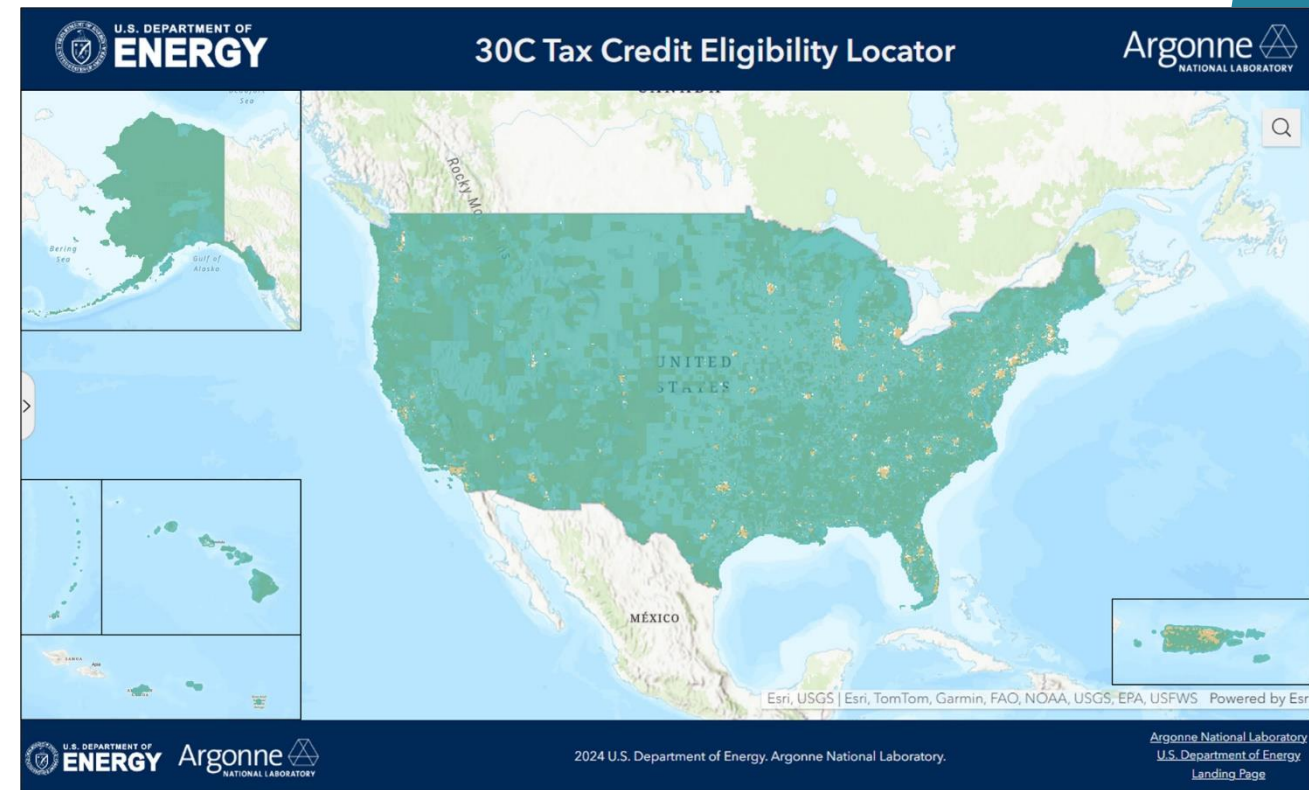 U.S. DEPARTMENT OF
ENERGY
30C Tax Credit Eligibility Locator
Argonne
NATIONAL LABORATORY
Sea
Rocky Mo
Bering
Sea
Gulf of
Alaska
UNITED
STATES
MÉXICO
Esri, USGS | Esri, TomTom, Garmin, FAO, NOAA, USGS, EPA, USFWS Powered by Esr
U.S. DEPARTMENT OF
ENERGY
Argonne
NATIONAL LABORATORY
2024 U.S. Department of Energy. Argonne National Laboratory.
Argonne National Laboratory
U.S. Department of Energy
Landing Page